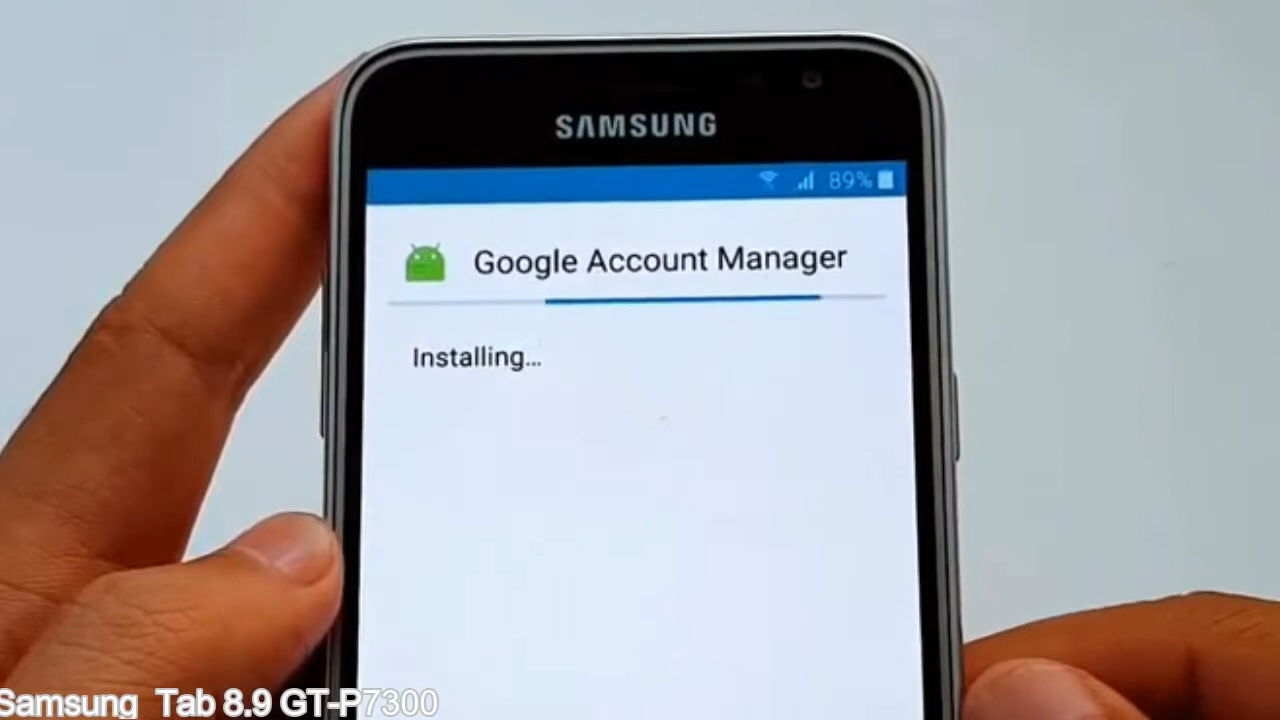 SAMSUNG
89%
Google Account Manager
Installing...
Samsung Tab 8.9 GT-P7300